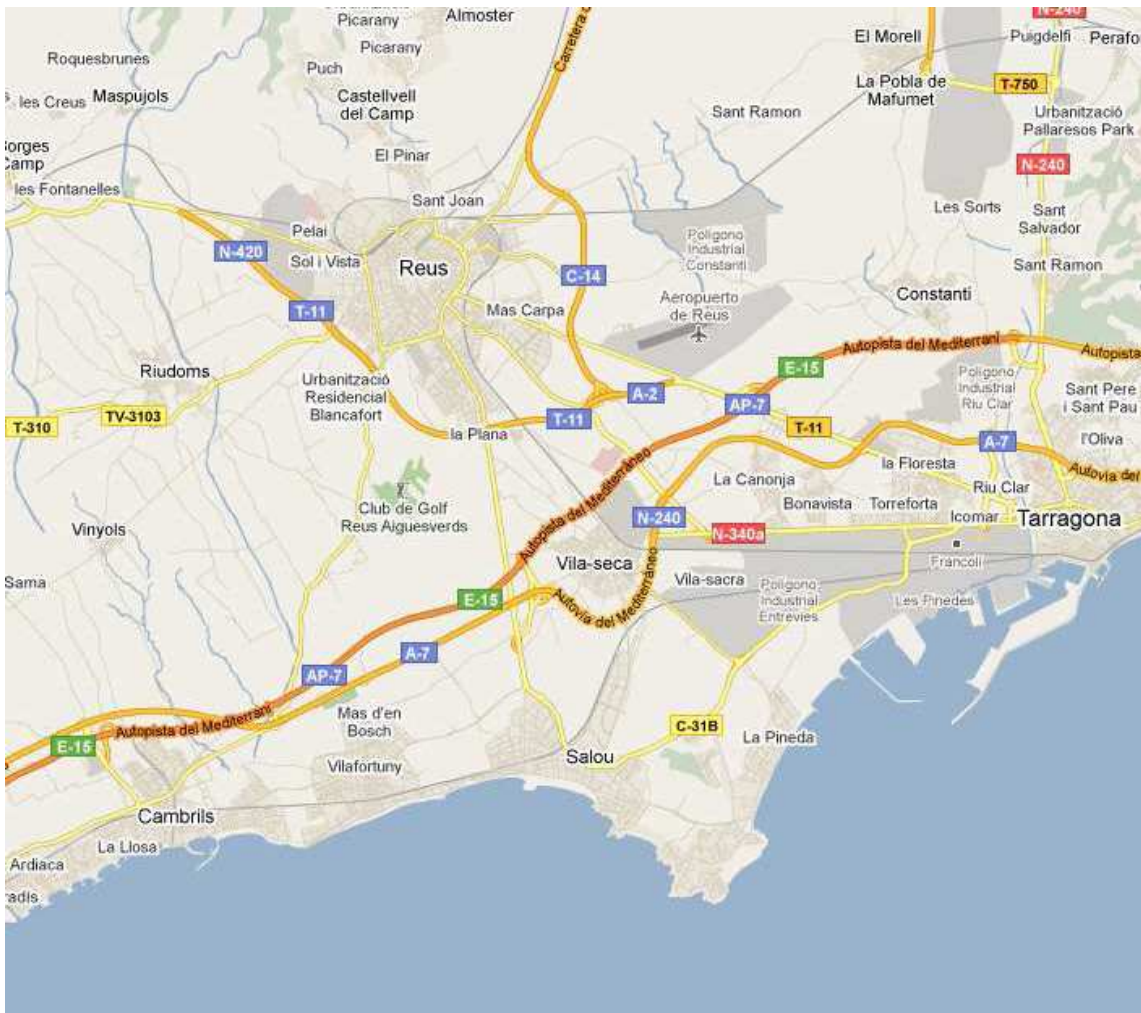 Picarany
Almoster
N-240
El Morell
Puigdelfi
Picarany
Roquesbrunes
Puch
Carretera
La Pobla de
Mafumet
T-750
les Creus
Maspujols
Castellvell
del Camp
Sant Ramon
Urbanització
Pallaresos Park
Camp
El Pinar
N-240
les Fontanelles
Sant Joan
Les Sorts
Sant
Salvador
Pelai
N-420
Sol i Vista
Reus
C-14
Polígono
Industrial
Constantí
Sant Ramon
Constantí
T-11
Mas Carpa
Aeropuerto
de Reus
Autopista del Mediterrani
Autopista
E-15
Riudoms
Urbanització
Residencial
Blancafort
Polígono
Industrial
Riu Clar
Sant Pere
i Sant Pau
A-2
AP-7
TV-3103
T-310
T-11
T-11
la Plana
A-7
l'Oliva
la Floresta
Autovía del
Autopista del Mediterráneo
La Canonja
Riu Clar
Club de Golf
Reus Aiguesverds
Bonavista
Torreforta
Icomar
Tarragona
N-240
N-340a
Vinyols
Vila-seca
Francolí
Sama
Vila-sacra
Polígono
Industrial
Entrevies
Les Pinedes
E-15
Autovía del Mediterráneo
A-7
AP-7
Autopista del Mediterrani
Mas d'en
Bosch
C-31B
La Pineda
E-15
Salou
Vilafortuny
Cambrils
La Llosa
Ardiaca